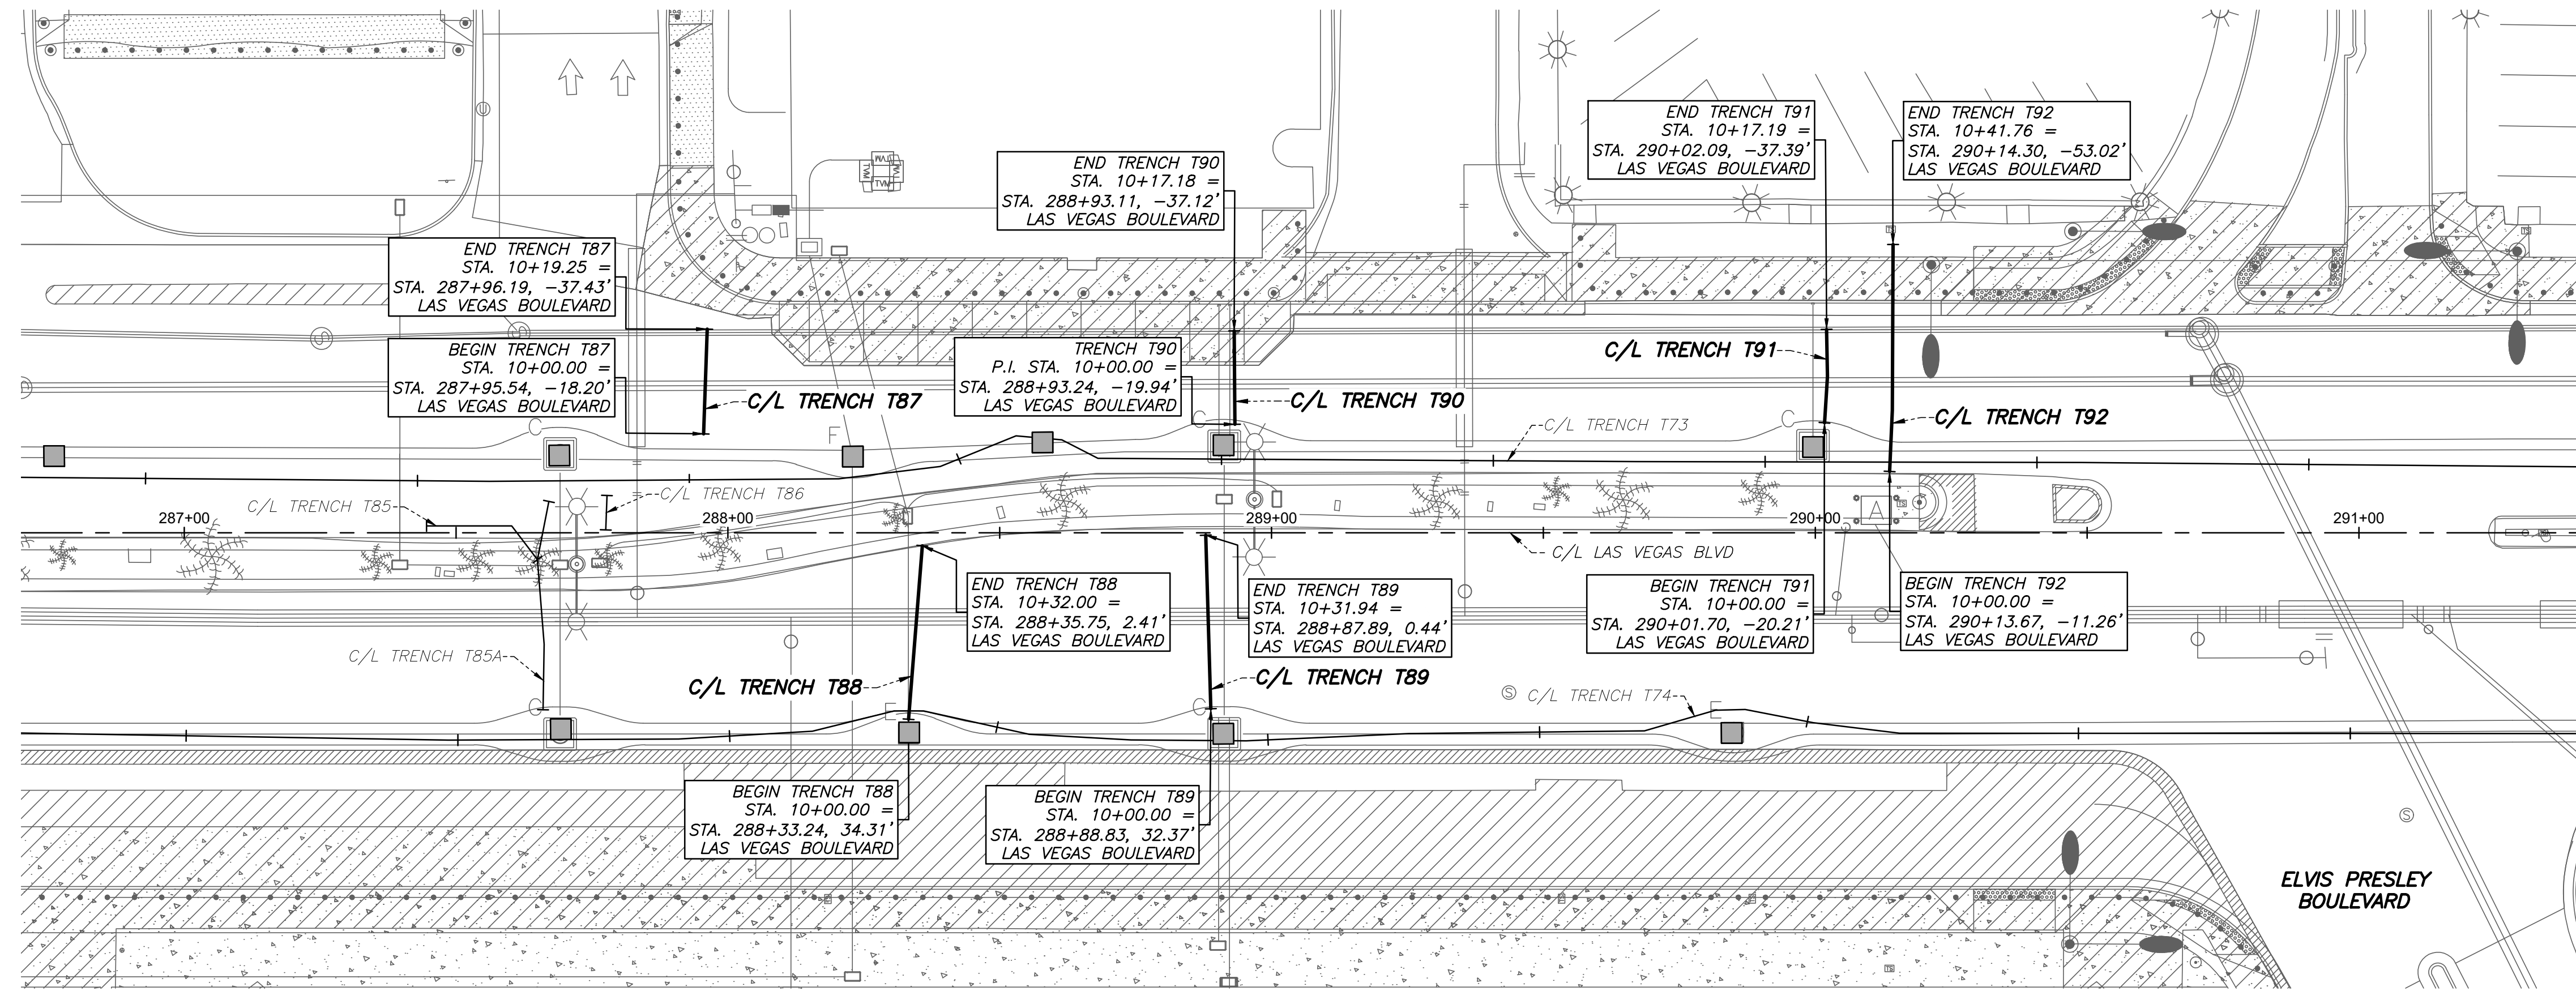 END TRENCH T91
STA. 10+17.19 =
STA. 290+02.09, -37.39'
LAS VEGAS BOULEVARD
END TRENCH T92
STA. 10+41.76 =
STA. 290+14.30, -53.02'
LAS VEGAS BOULEVARD
END TRENCH T90
STA. 10+17.18 =
STA. 288+93.11, -37.12'
LAS VEGAS BOULEVARD
TVM
TVM
TVM
END TRENCH T87
STA. 10+19.25 =
STA. 287+96.19, -37.43'
LAS VEGAS BOULEVARD
BEGIN TRENCH T87
STA. 10+00.00 =
STA. 287+95.54, -18.20'
LAS VEGAS BOULEVARD
TRENCH T90
P.I. STA. 10+00.00 =
STA. 288+93.24, -19.94'
LAS VEGAS BOULEVARD
C/L TRENCH T91
C/L TRENCH T87
C/L TRENCH T90
C/L TRENCH T92
C
F
C
C
C/L TRENCH T73
C/L TRENCH T85
C/L TRENCH T86
A
287+00
288+00
289+00
290+00
291+00
C/L LAS VEGAS BLVD
END TRENCH T88
STA. 10+32.00 =
STA. 288+35.75, 2.41'
LAS VEGAS BOULEVARD
END TRENCH T89
STA. 10+31.94 =
STA. 288+87.89, 0.44'
LAS VEGAS BOULEVARD
BEGIN TRENCH T91
STA. 10+00.00 =
STA. 290+01.70, -20.21'
LAS VEGAS BOULEVARD
BEGIN TRENCH T92
STA. 10+00.00 =
STA. 290+13.67, -11.26'
LAS VEGAS BOULEVARD
C/L TRENCH T85A
C/L TRENCH T88
C/L TRENCH T89
S C/L TRENCH T74
C
E
C
E
BEGIN TRENCH T88
STA. 10+00.00 =
STA. 288+33.24, 34.31'
LAS VEGAS BOULEVARD
BEGIN TRENCH T89
STA. 10+00.00 =
STA. 288+88.83, 32.37'
LAS VEGAS BOULEVARD
S
ELVIS PRESLEY
BOULEVARD